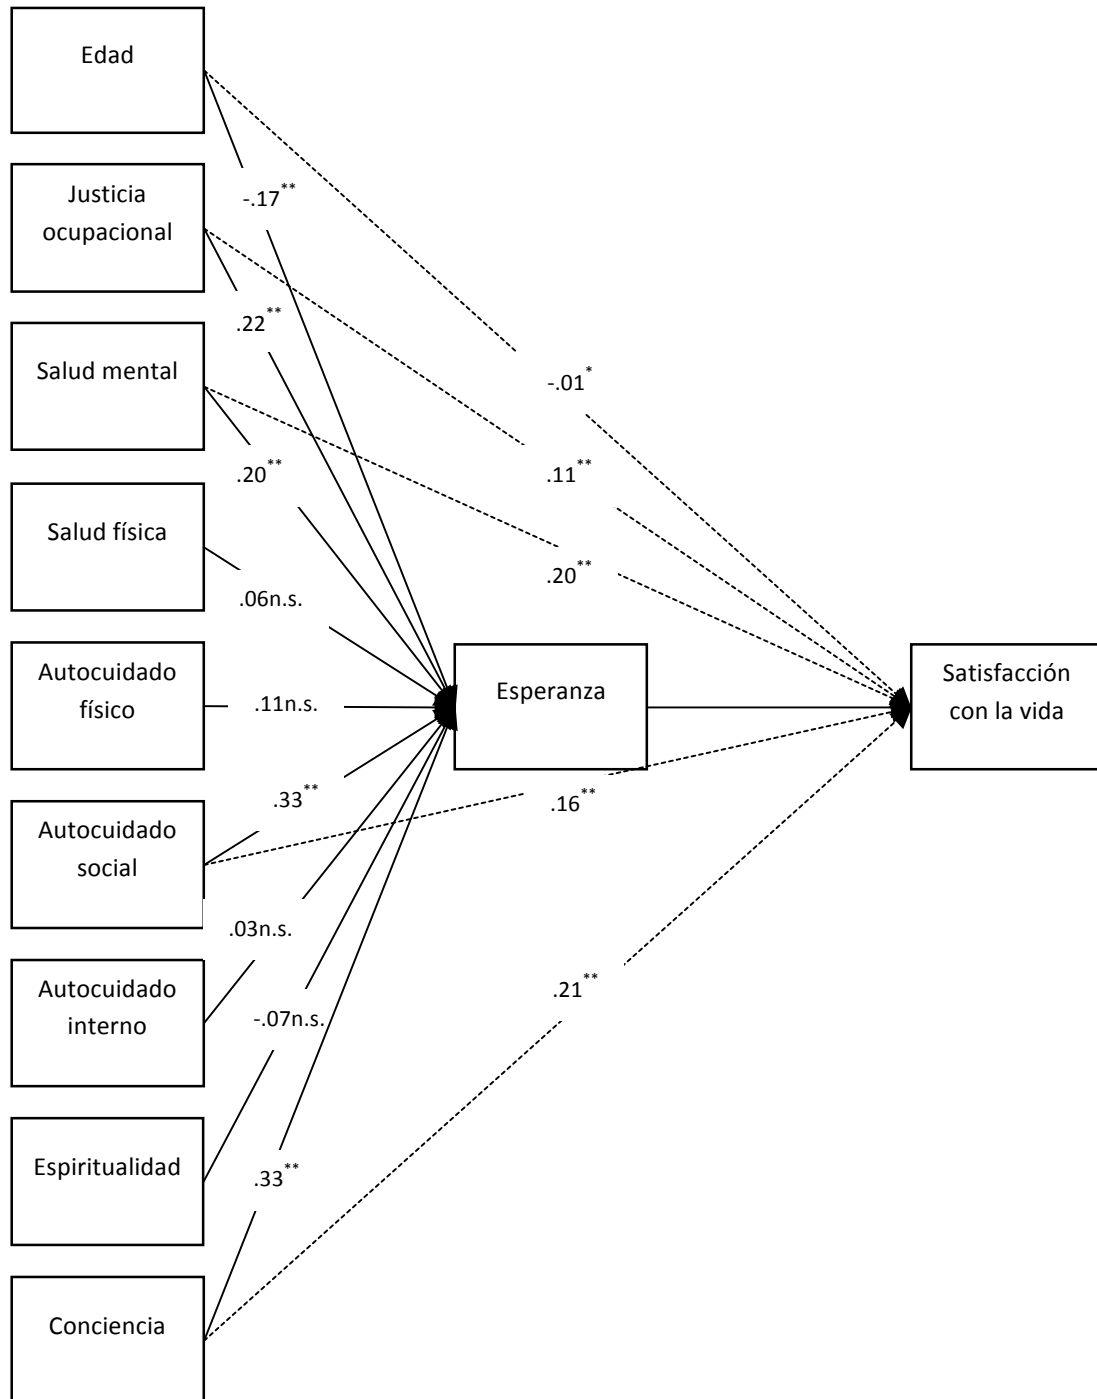 Edad
-.17**
Justicia
ocupacional
.22**
Salud mental
-.01*
.20**
.11**
Salud física
.20**
.06n.s.
Autocuidado
físico
.11n.s.
Esperanza
Satisfacción
con la vida
.33**
.16**
Autocuidado
social
.03n.s.
Autocuidado
interno
-.07n.s.
.21**
Espiritualidad
.33**
Conciencia